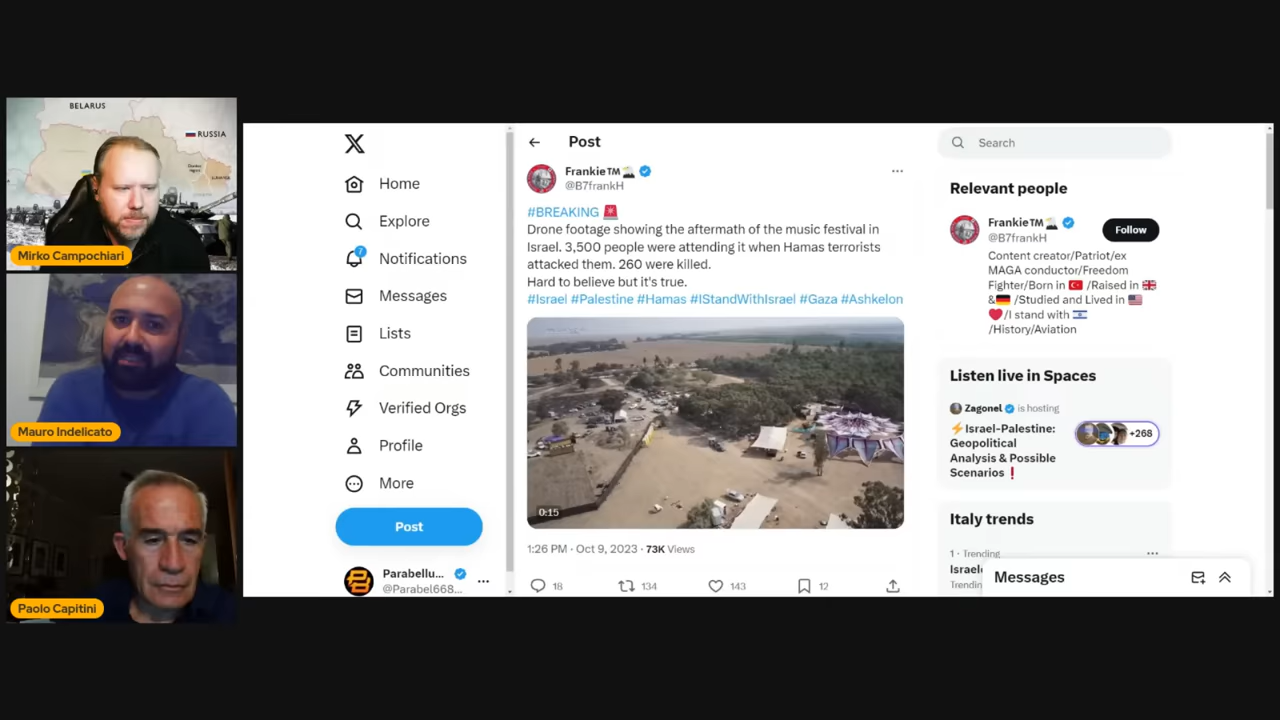 BELARUS
RUSSIA
Mirko Campochiari
Mauro Indelicato
Paolo Capitini
Home
Explore
7
Notifications
Messages
Lists
Communities
Verified Orgs
Profile
More
Post
Parabellu...
@Parabel668...
Post
Frankie™
@B7frankH
#BREAKING
Drone footage showing the aftermath of the music festival in
Israel. 3,500 people were attending it when Hamas terrorists
attacked them. 260 were killed.
Hard to believe but it's true.
#Israel #Palestine #Hamas #IStandWithIsrael #Gaza #Ashkelon
0:15
1:26 PM · Oct 9, 2023 · 73K Views
18
134
143
12
Search
Relevant people
Frankie™
@B7frankH
Follow
Content creator/Patriot/ex
MAGA conductor/Freedom
Fighter/Born in /Raised in
& /Studied and Lived in
/I stand with
/History/Aviation
Listen live in Spaces
Zagonel is hosting
Israel-Palestine:
Geopolitical
Analysis & Possible
Scenarios
+268
Italy trends
1 · Trending
Messages